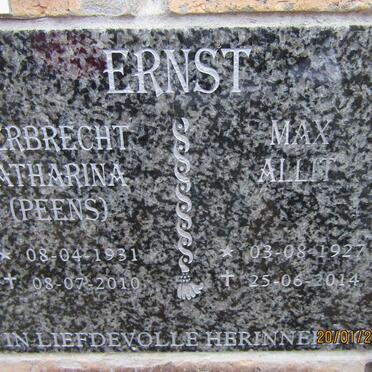 ERNST
ERBRECHT
ATHARINA
(PEENS)
★ 08-04-1931
✝ 08-07-2010
MAX
ALLIT
★ 03-08-1927
✝ 25-06-2014
IN LIEFDEVOLLE HERINNE
20/01/2